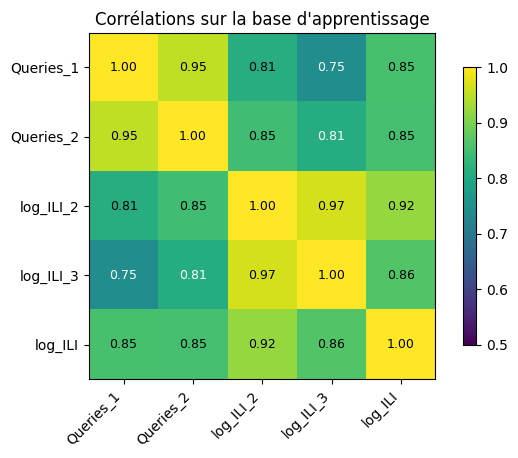 Corrélations sur la base d'apprentissage
Queries_1 1.00 0.95 0.81 0.75 0.85
Queries_2 0.95 1.00 0.85 0.81 0.85
log_ILI_2 0.81 0.85 1.00 0.97 0.92
log_ILI_3 0.75 0.81 0.97 1.00 0.86
log_ILI 0.85 0.85 0.92 0.86 1.00
Queries_1 Queries_2 log_ILI_2 log_ILI_3 log_ILI
1.0
0.9
0.8
0.7
0.6
0.5